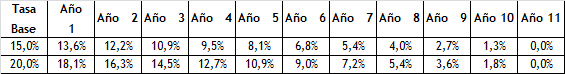 Tasa Base Año 1 Año 2 Año 3 Año 4 Año 5 Año 6 Año 7 Año 8 Año 9 Año 10 Año 11
15,0% 13,6% 12,2% 10,9% 9,5% 8,1% 6,8% 5,4% 4,0% 2,7% 1,3% 0,0%
20,0% 18,1% 16,3% 14,5% 12,7% 10,9% 9,0% 7,2% 5,4% 3,6% 1,8% 0,0%